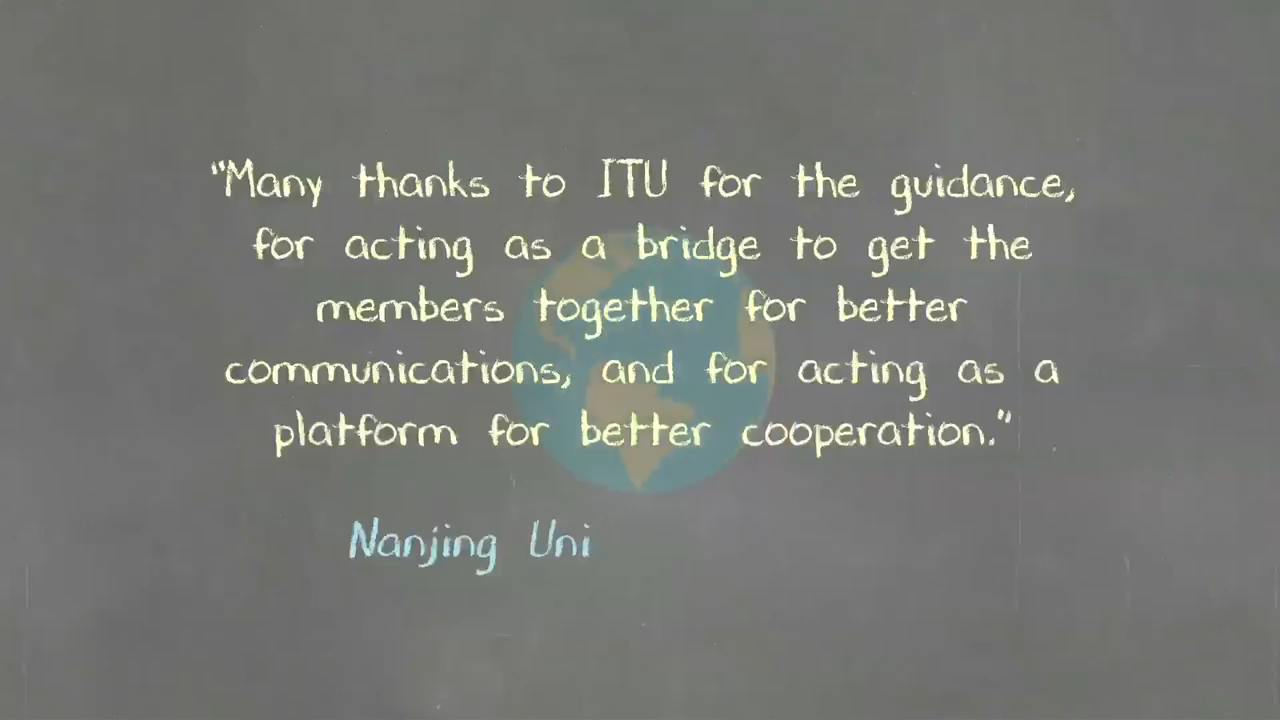 "Many thanks to ITU for the guidance,
for acting as a bridge to get the
members together for better
communications, and for acting as a
platform for better cooperation."
Nanjing Uni